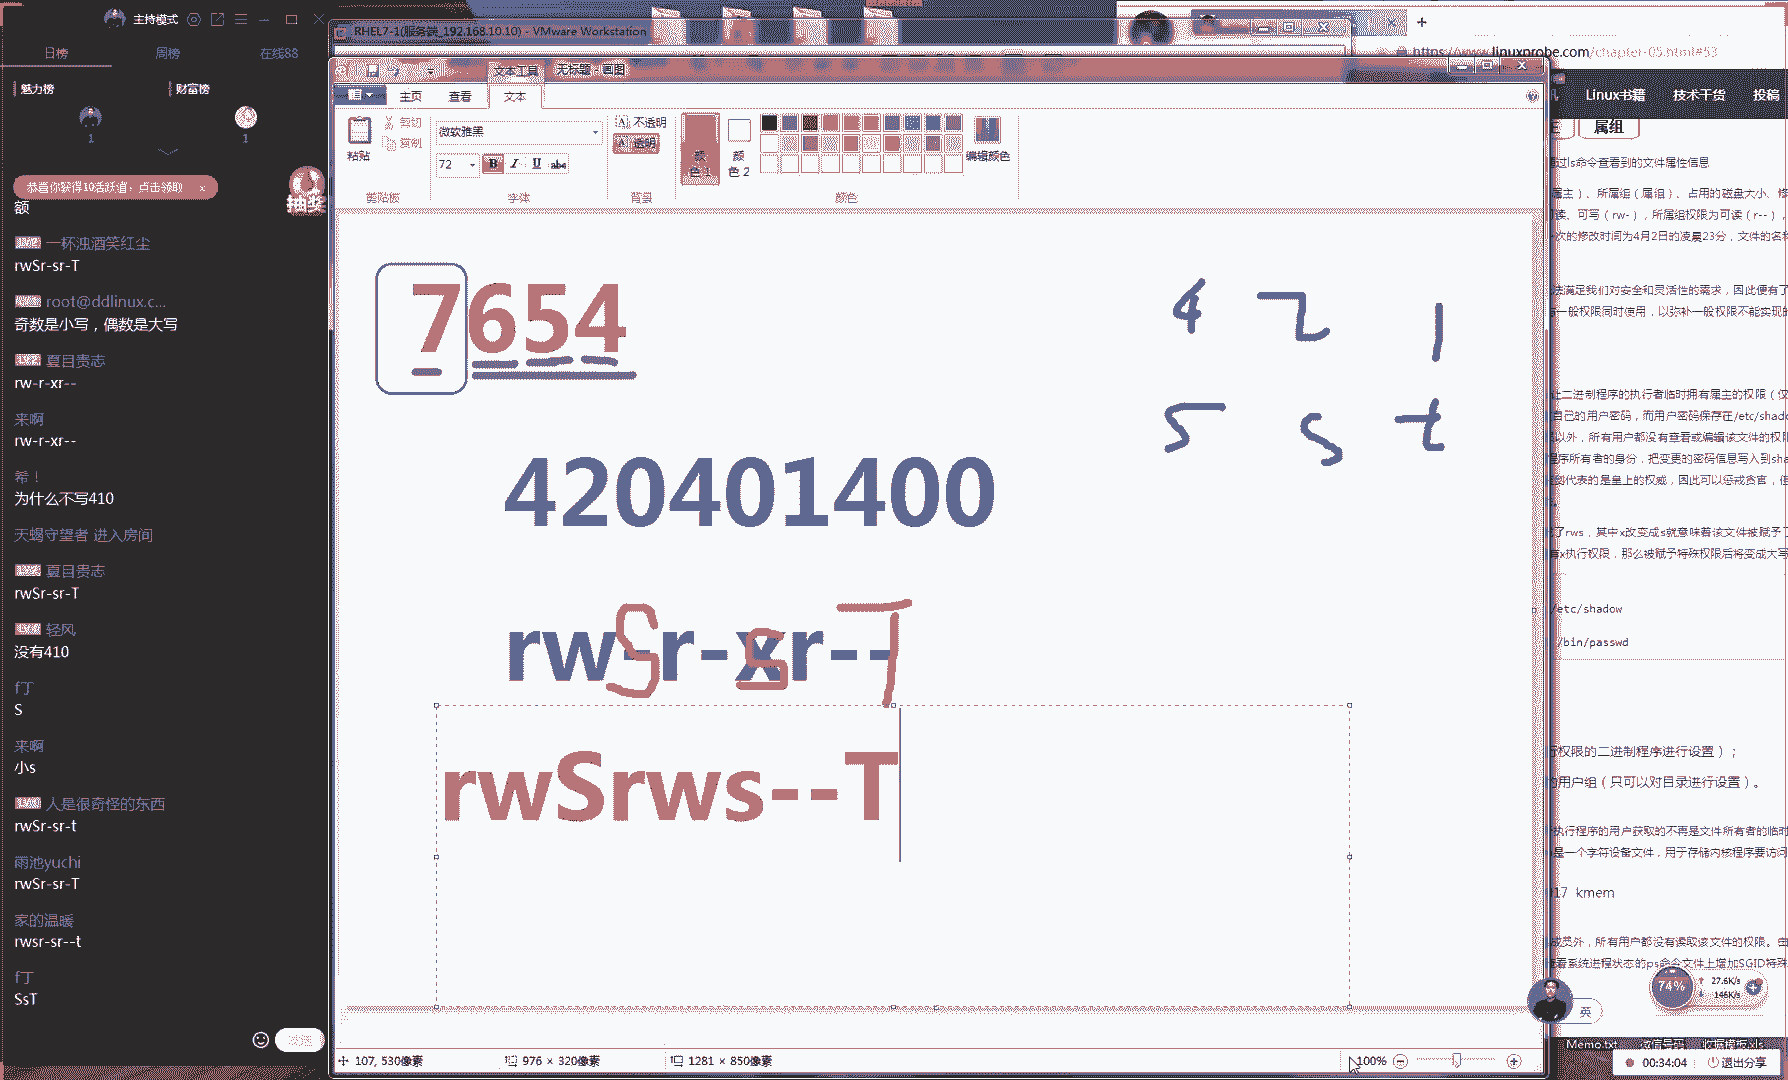 主持模式
日榜 周榜 在线88
魅力榜 财富榜
1 1
恭喜你获得10活跃值，点击领取 x
抽奖
额
一杯浊酒笑红尘
rwSr-sr-T
root@ddlinux.c...
奇数是小写，偶数是大写
夏目贵志
rw-r-xr--
来啊
rw-r-xr--
希！
为什么不写410
天蝎守望者 进入房间
夏目贵志
rwSr-sr-T
轻风
没有410
f丁
S
来啊
小s
人是很奇怪的东西
rwSr-sr-t
雨池yuchi
rwSr-sr-T
家的温暖
rwsr-sr--t
f丁
SsT
RHEL7-1(服务端_192.168.10.10) - VMware Workstation
文本工具 无标题 - 画图
主页 查看 文本
粘贴 剪切 复制
微软雅黑
72 B I U abc
不透明
透明
颜色 1 颜色 2 编辑颜色
剪贴板 字体 背景 颜色
7654
4 2 1
s s t
420401400
rw-r-xr--
S s T
rwSrws--T
107, 530像素 976 × 320像素 1281 × 850像素 100%
https://www.linuxprobe.com/chapter-05.html#53
Linux书籍 技术干货 投稿
属组
过ls命令查看到的文件属性信息
属主）、所属组（属组）、占用的磁盘大小、修
可读、可写（rw-），所属组权限为可读（r--），
次的修改时间为4月2日的凌晨23分，文件的名称
法满足我们对安全和灵活性的需求，因此便有了
一般权限同时使用，以弥补一般权限不能实现的
让二进制程序的执行者临时拥有属主的权限（仅
自己的用户密码，而用户密码保存在/etc/shado
以外，所有用户都没有查看或编辑该文件的权限
程序所有者的身份，把变更的密码信息写入到sha
代表的是皇上的权威，因此可以惩戒贪官，但
了rws，其中x改变成s就意味着该文件被赋予了
有x执行权限，那么被赋予特殊权限后将变成大写
/etc/shadow
/bin/passwd
权限的二进制程序进行设置）；
的用户组（只可以对目录进行设置）。
执行程序的用户获取的不再是文件所有者的临时
是一个字符设备文件，用于存储内核程序要访问
17 kmem
成员外，所有用户都没有读取该文件的权限。由
查看系统进程状态的ps命令文件上增加SGID特殊
74% 27.6K/s
146K/s
英
Memo.txt 微信号码 收据模板.xls
00:34:04 退出分享